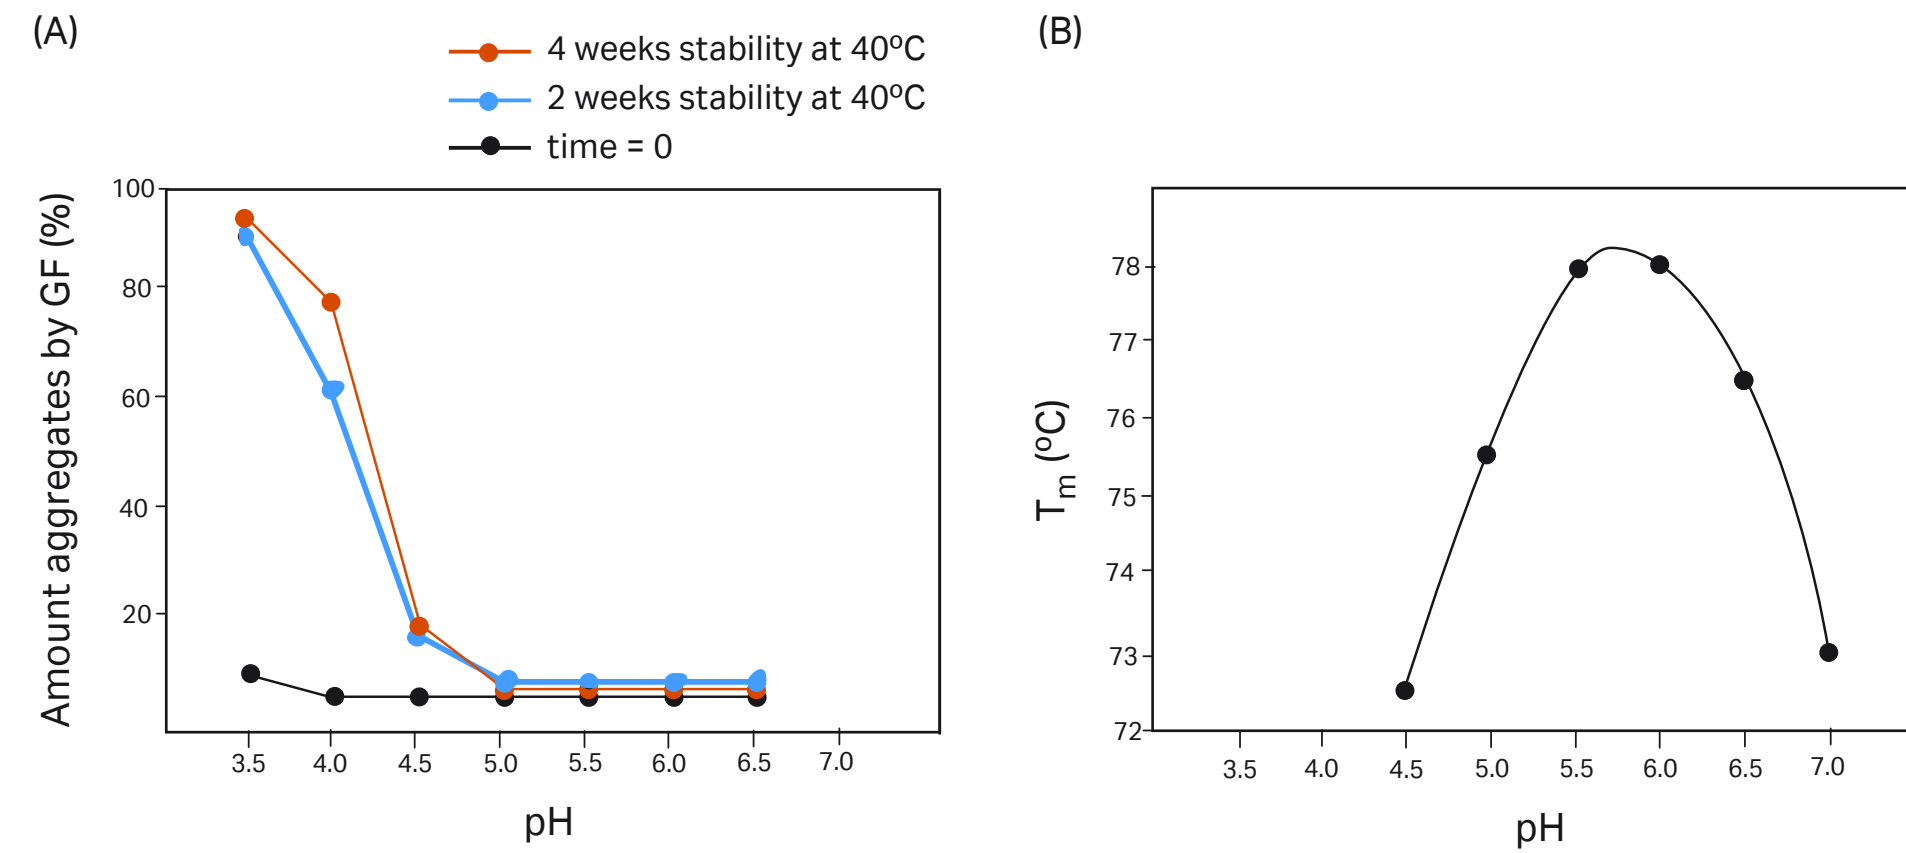 (A)
4 weeks stability at 40ºC
2 weeks stability at 40ºC
time = 0
Amount aggregates by GF (%)
100
80
60
40
20
3.5 4.0 4.5 5.0 5.5 6.0 6.5 7.0
pH
(B)
Tm (ºC)
78
77
76
75
74
73
72
3.5 4.0 4.5 5.0 5.5 6.0 6.5 7.0
pH